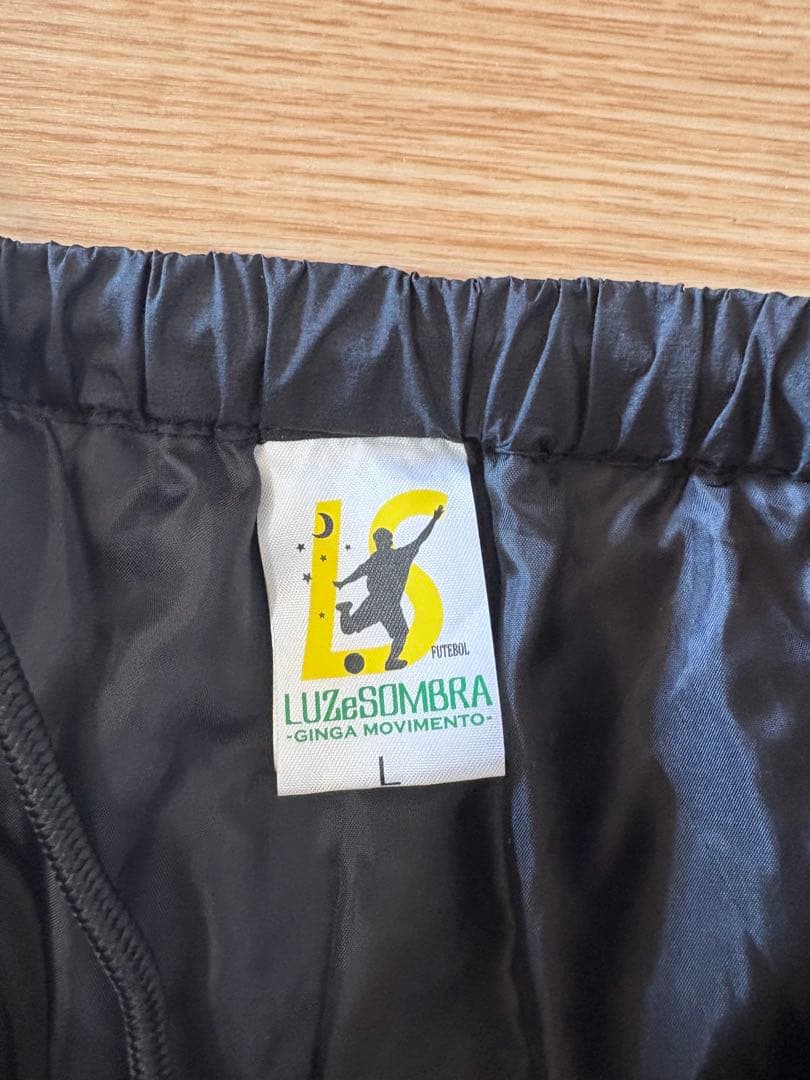 LS
FUTEBOL
LUZeSOMBRA
-GINGA MOVIMENTO-
L